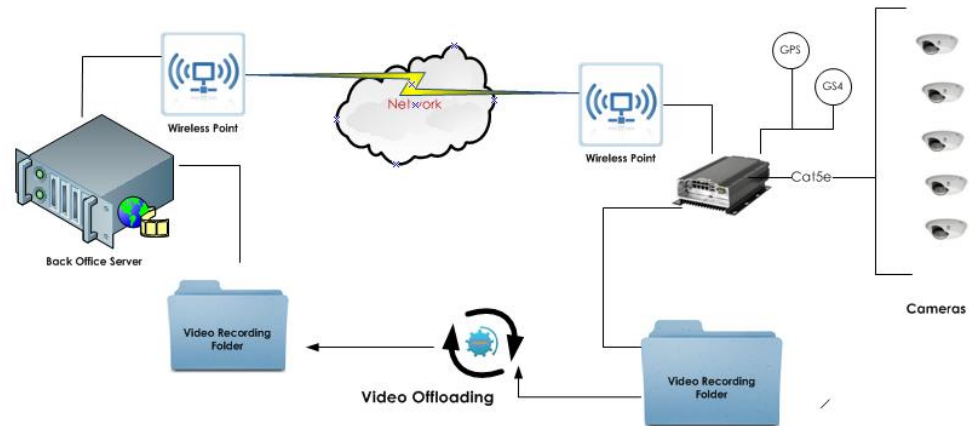 GPS
GS4
Network
Wireless Point
Wireless Point
Cat5e
Back Office Server
Cameras
Video Recording
Folder
Video Recording
Folder
Video Offloading